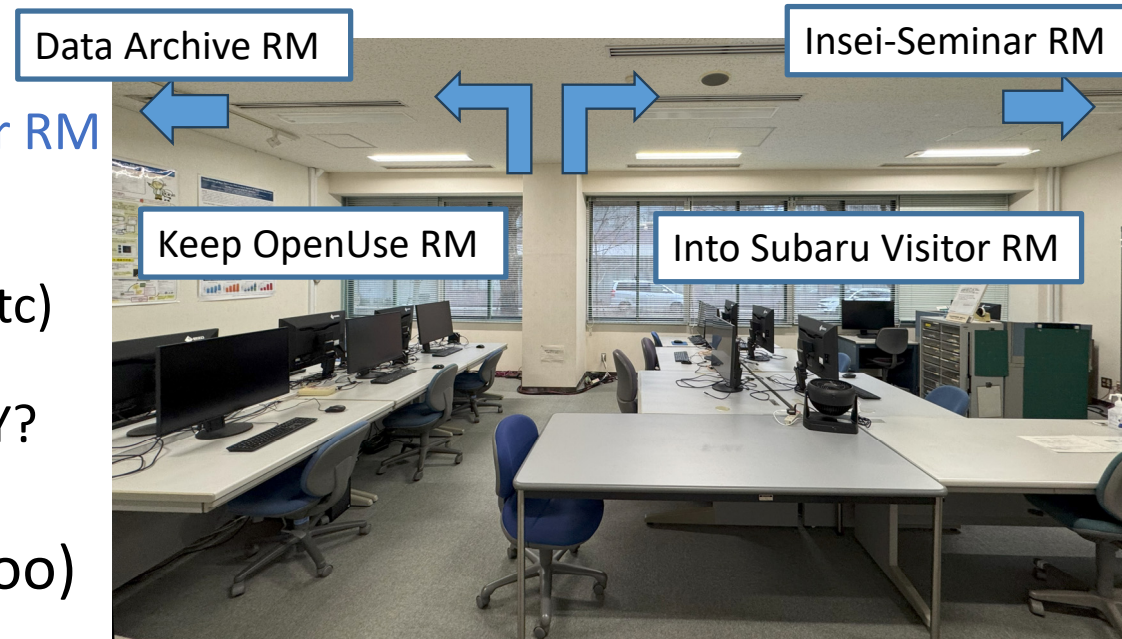 Data Archive RM
Insei-Seminar RM
r RM
Keep OpenUse RM
Into Subaru Visitor RM
tc)
Y?
oo)